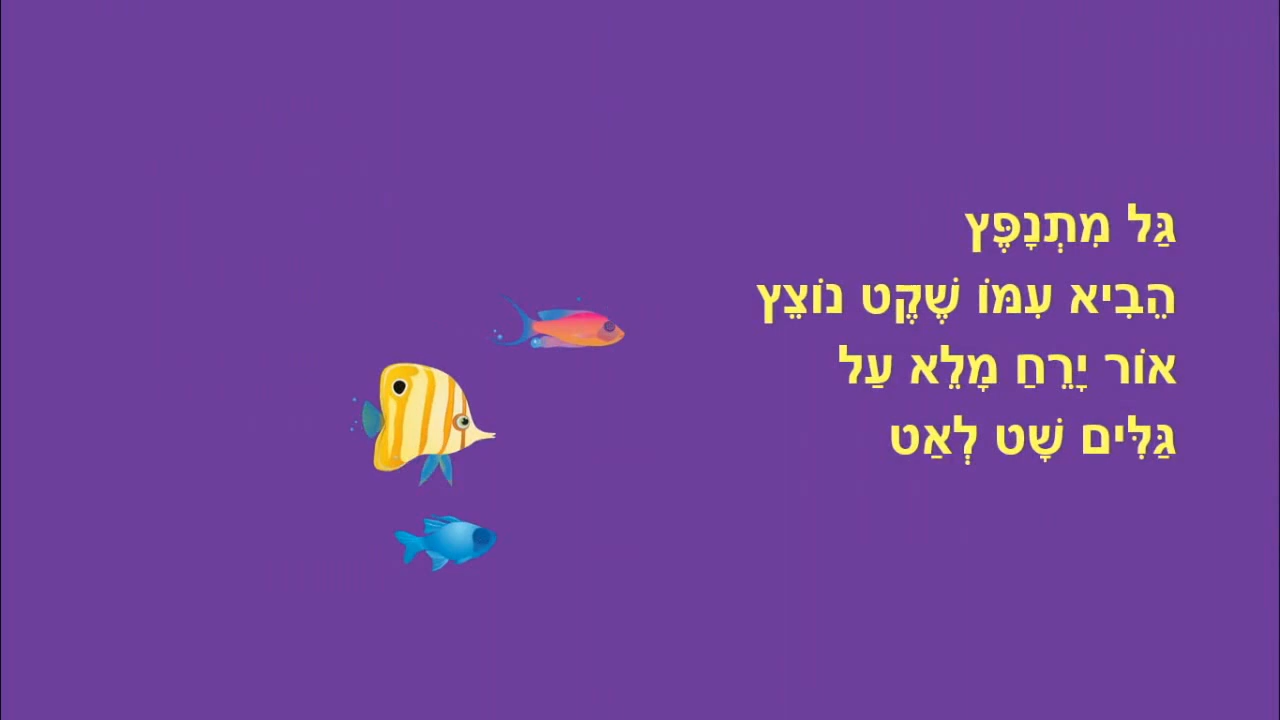 גַּל מִתְנַפֶּץ
הֵבִיא עִמּוֹ שֶׁקֶט נוֹצֵץ
אוֹר יָרֵחַ מָלֵא עַל
גַּלִּים שָׁט לְאַט